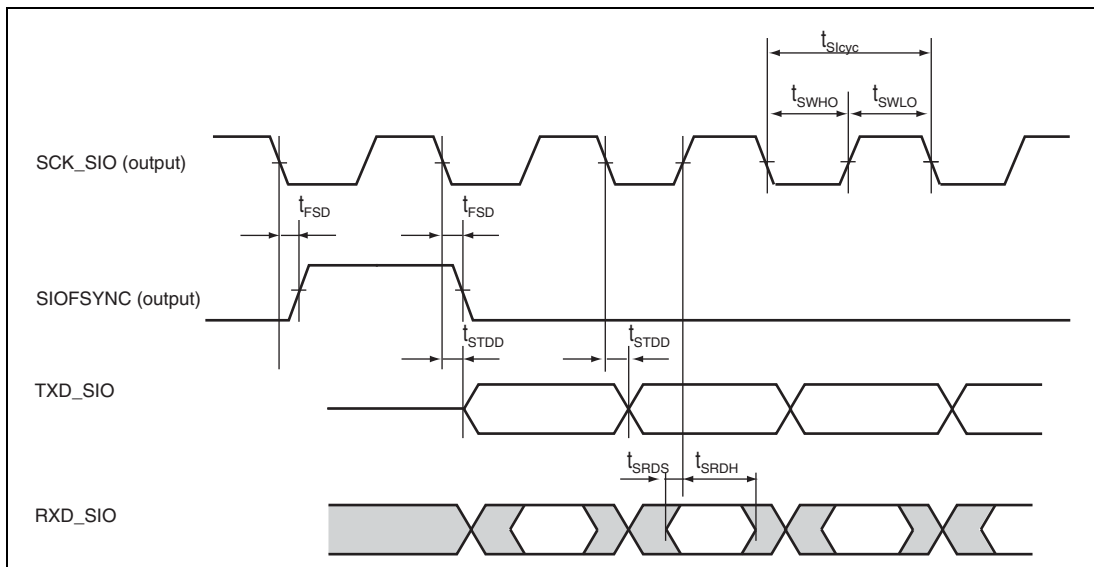 tSIcyc
tSWHO tSWLO
SCK_SIO (output)
tFSD tFSD
SIOFSYNC (output)
tSTDD tSTDD
TXD_SIO
tSRDS tSRDH
RXD_SIO